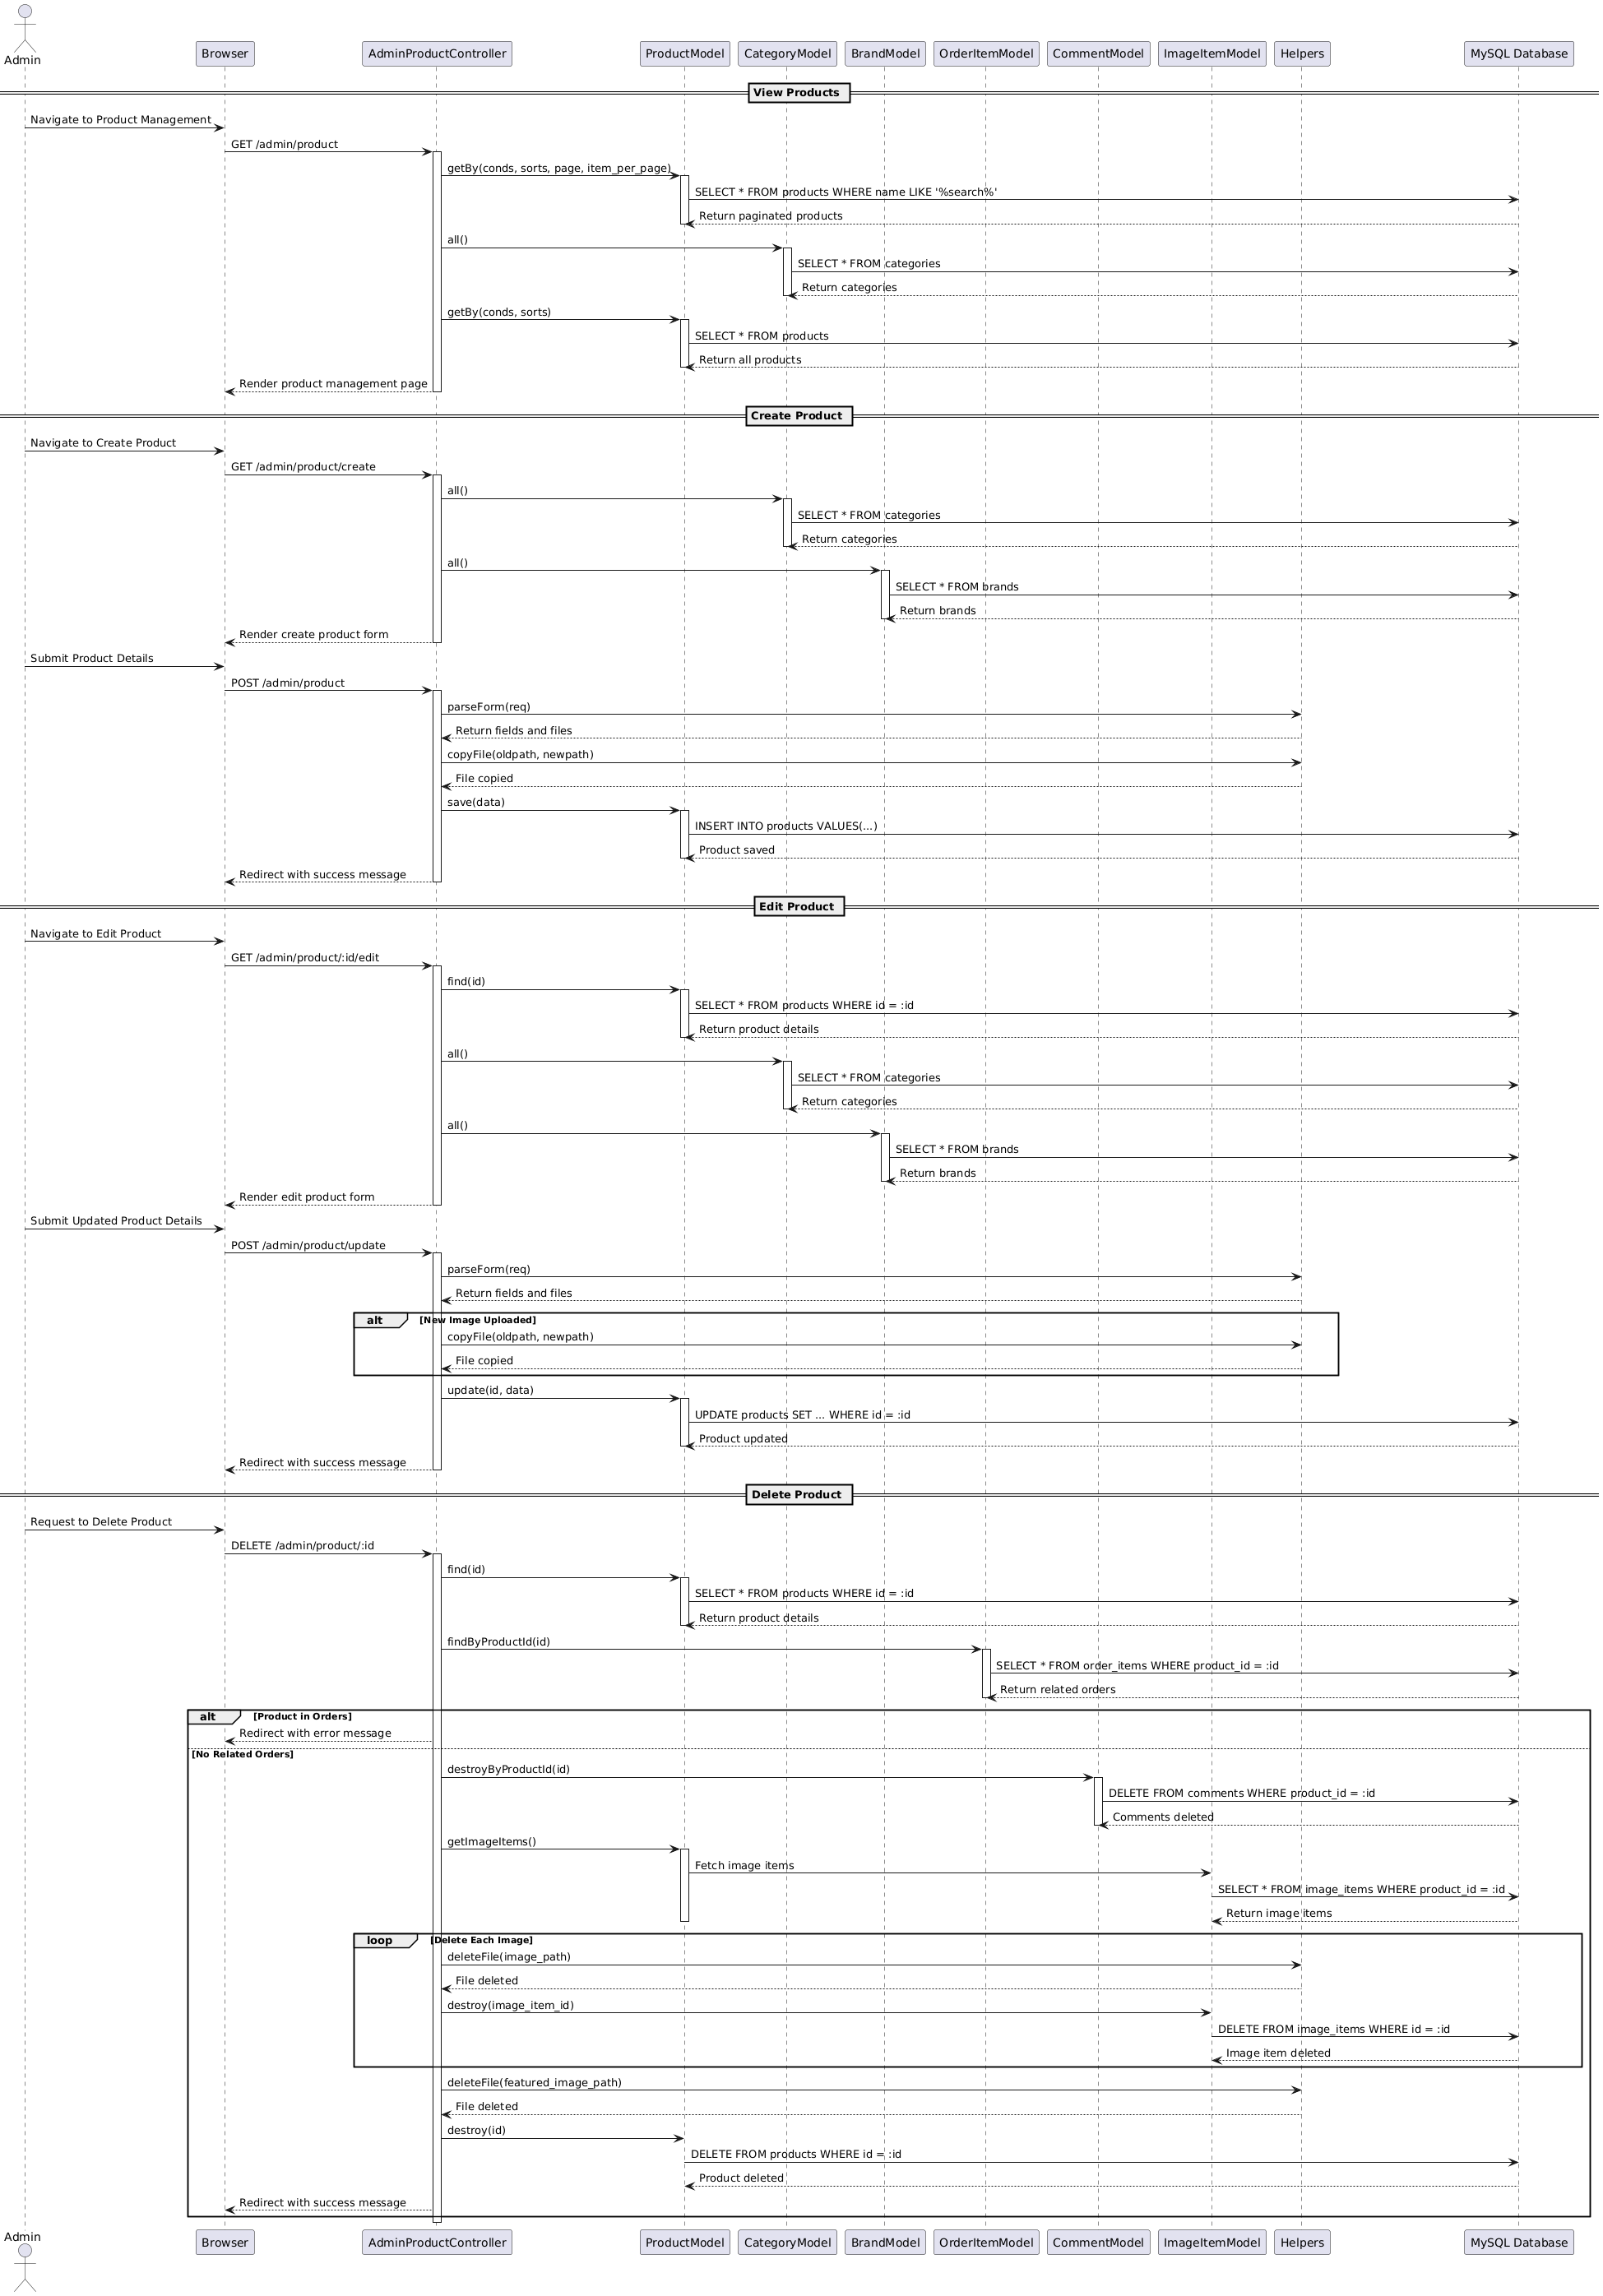 Admin
Browser
AdminProductController
ProductModel
CategoryModel
BrandModel
OrderItemModel
CommentModel
ImageItemModel
Helpers
MySQL Database
View Products
Navigate to Product Management
GET /admin/product
getBy(conds, sorts, page, item_per_page)
SELECT * FROM products WHERE name LIKE '%search%'
Return paginated products
all()
SELECT * FROM categories
Return categories
getBy(conds, sorts)
SELECT * FROM products
Return all products
Render product management page
Create Product
Navigate to Create Product
GET /admin/product/create
all()
SELECT * FROM categories
Return categories
all()
SELECT * FROM brands
Return brands
Render create product form
Submit Product Details
POST /admin/product
parseForm(req)
Return fields and files
copyFile(oldpath, newpath)
File copied
save(data)
INSERT INTO products VALUES(...)
Product saved
Redirect with success message
Edit Product
Navigate to Edit Product
GET /admin/product/:id/edit
find(id)
SELECT * FROM products WHERE id = :id
Return product details
all()
SELECT * FROM categories
Return categories
all()
SELECT * FROM brands
Return brands
Render edit product form
Submit Updated Product Details
POST /admin/product/update
parseForm(req)
Return fields and files
alt [New Image Uploaded]
copyFile(oldpath, newpath)
File copied
update(id, data)
UPDATE products SET ... WHERE id = :id
Product updated
Redirect with success message
Delete Product
Request to Delete Product
DELETE /admin/product/:id
find(id)
SELECT * FROM products WHERE id = :id
Return product details
findByProductId(id)
SELECT * FROM order_items WHERE product_id = :id
Return related orders
alt [Product in Orders]
Redirect with error message
[No Related Orders]
destroyByProductId(id)
DELETE FROM comments WHERE product_id = :id
Comments deleted
getImageItems()
Fetch image items
SELECT * FROM image_items WHERE product_id = :id
Return image items
loop [Delete Each Image]
deleteFile(image_path)
File deleted
destroy(image_item_id)
DELETE FROM image_items WHERE id = :id
Image item deleted
deleteFile(featured_image_path)
File deleted
destroy(id)
DELETE FROM products WHERE id = :id
Product deleted
Redirect with success message
Admin
Browser
AdminProductController
ProductModel
CategoryModel
BrandModel
OrderItemModel
CommentModel
ImageItemModel
Helpers
MySQL Database